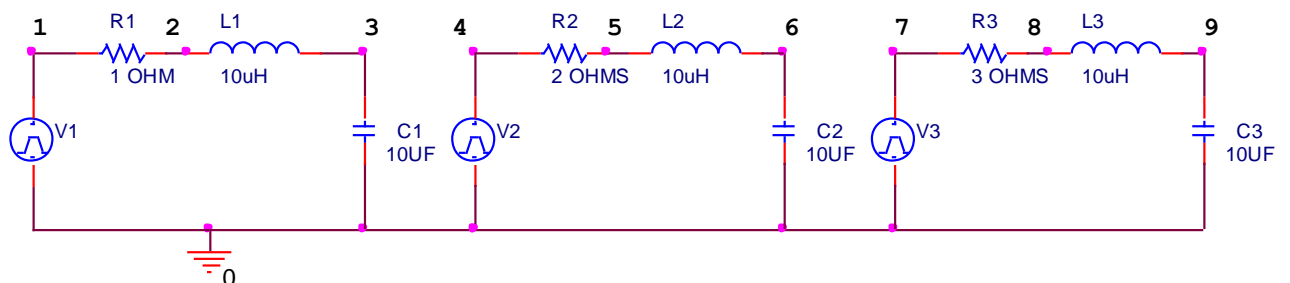 1 R1 2 L1 3 4 R2 5 L2 6 7 R3 8 L3 9
1 OHM 10uH 2 OHMS 10uH 3 OHMS 10uH
V1 C1 V2 C2 V3 C3
10UF 10UF 10UF
0